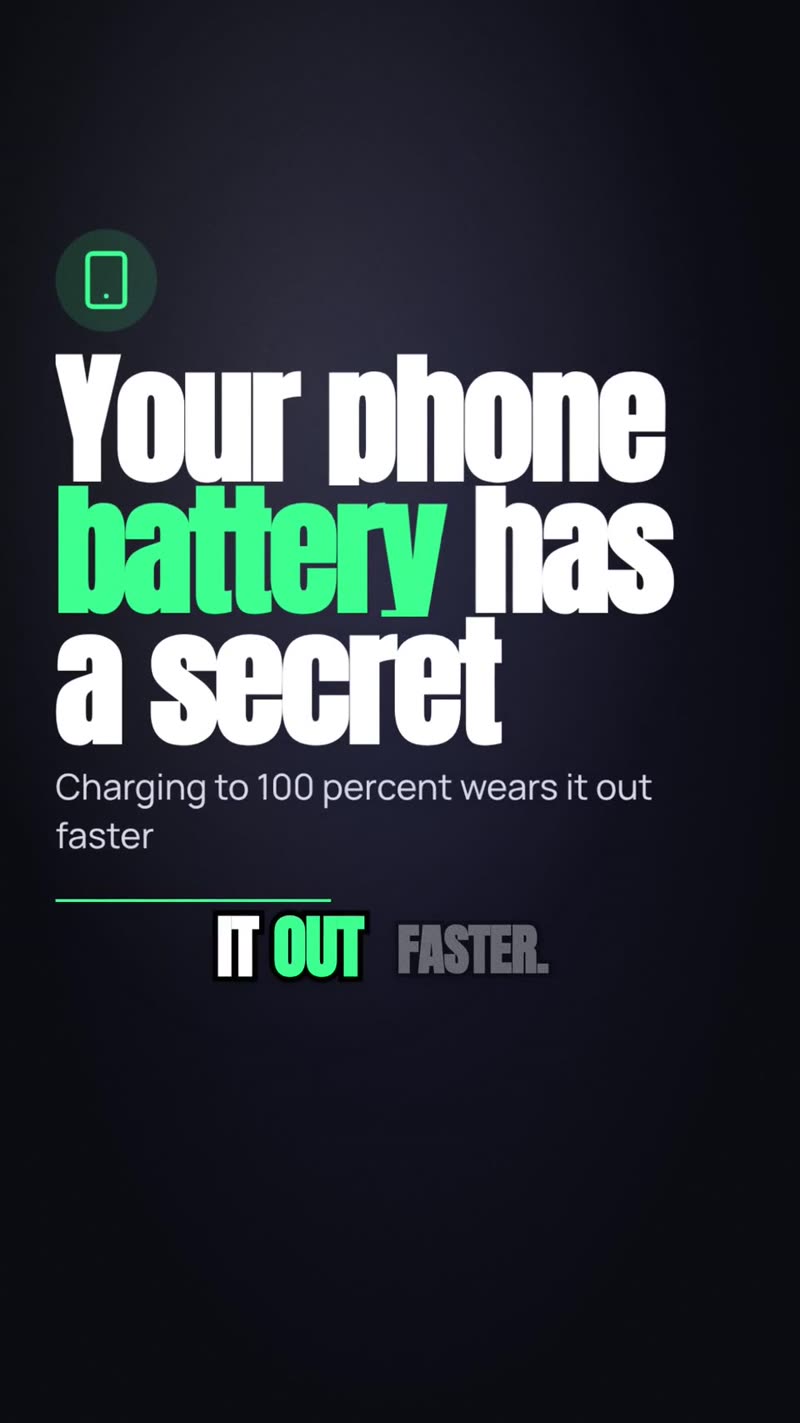 Your phone
battery has
a secret
Charging to 100 percent wears it out
faster
IT OUT FASTER.